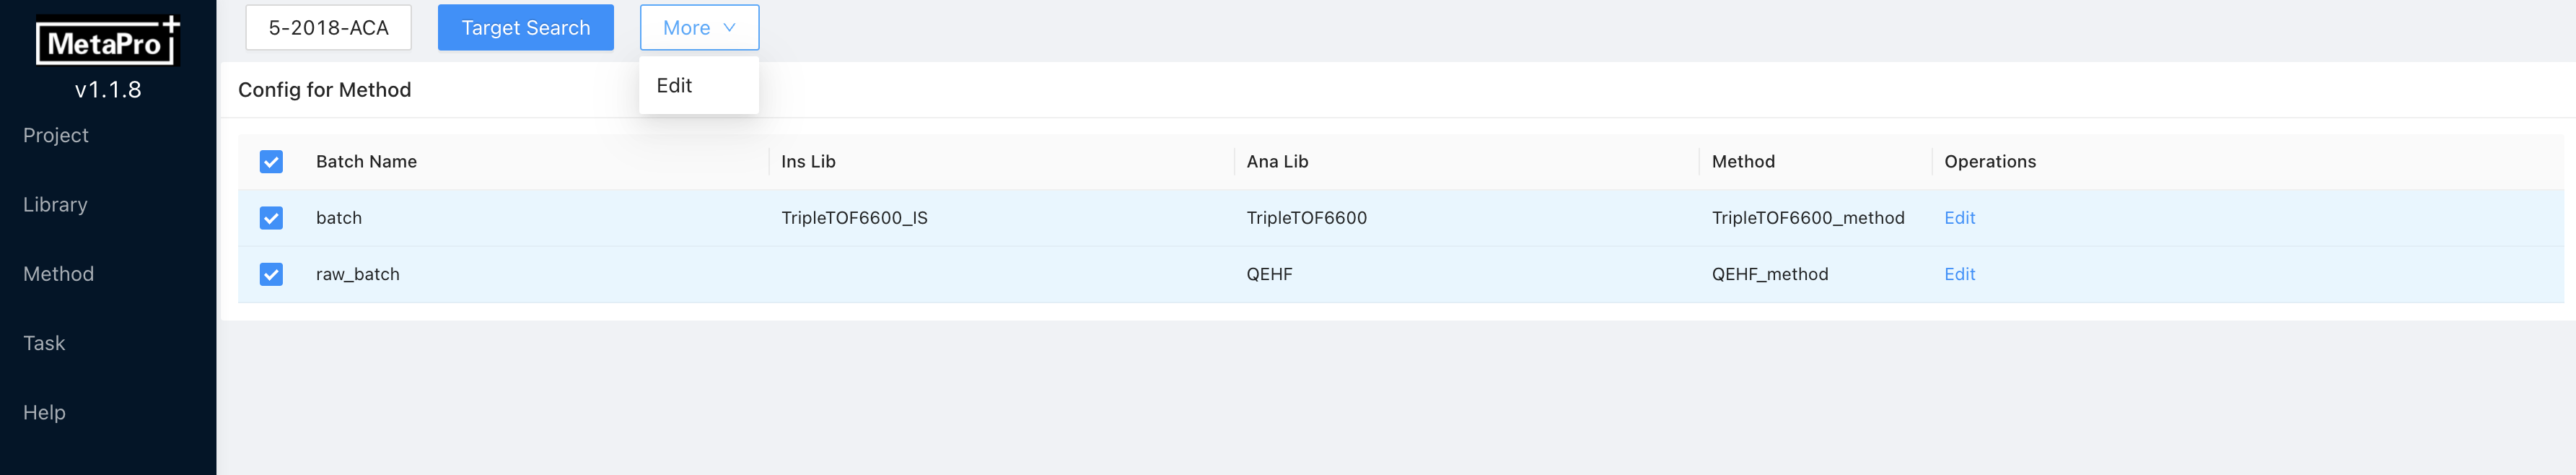 MetaPro+
v1.1.8
Project
Library
Method
Task
Help
5-2018-ACA Target Search More
Edit
Config for Method
Batch Name Ins Lib Ana Lib Method Operations
batch TripleTOF6600_IS TripleTOF6600 TripleTOF6600_method Edit
raw_batch QEHF QEHF_method Edit